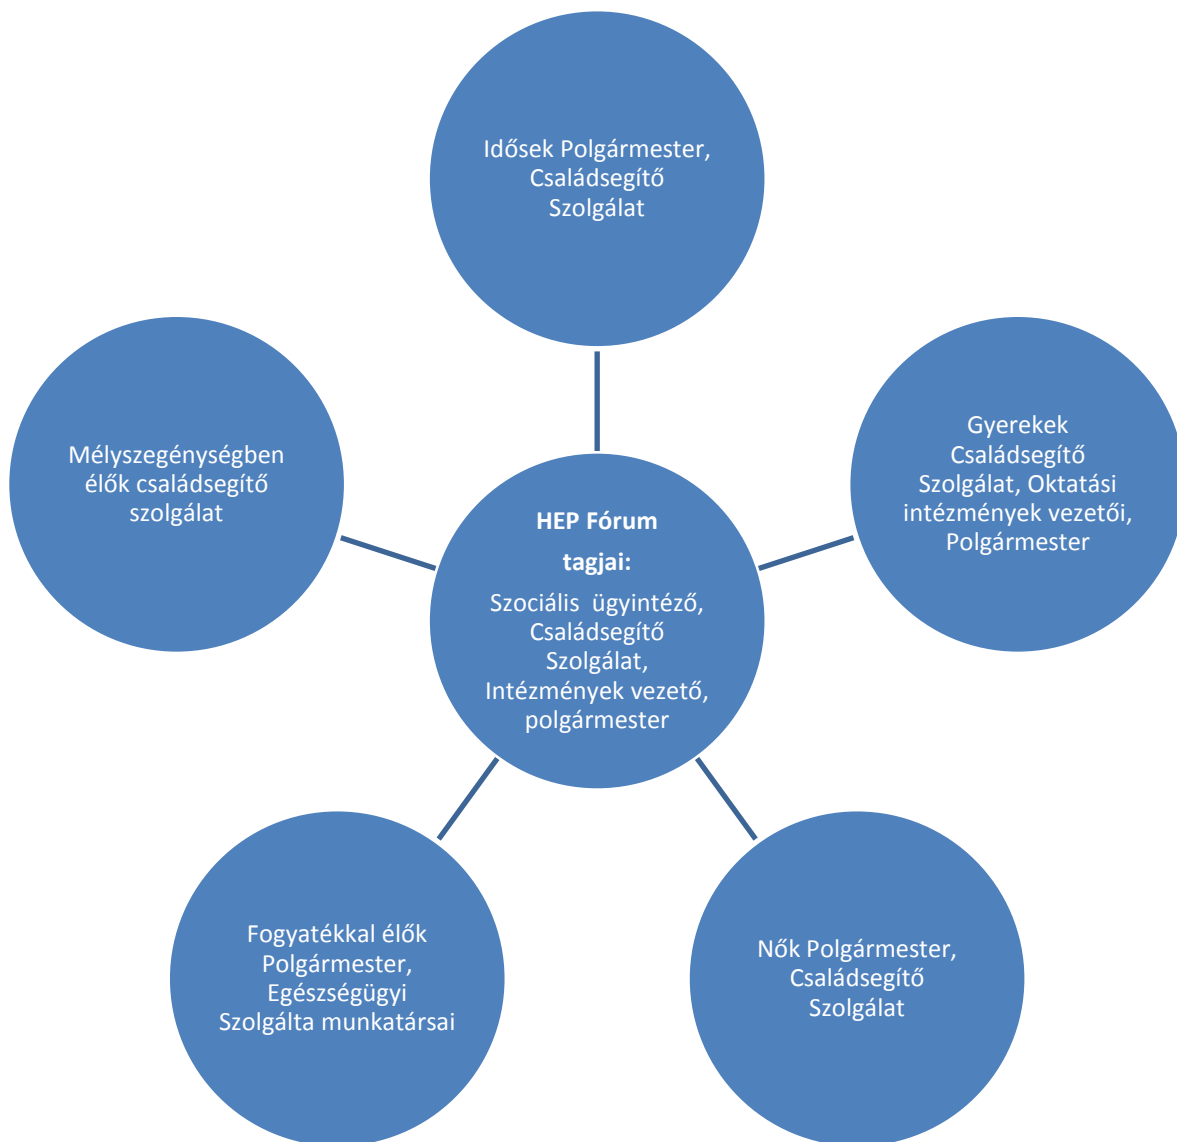 Idősek Polgármester,
Családsegítő
Szolgálat
Mélyszegénységben
élők családsegítő
szolgálat
Gyerekek
Családsegítő
Szolgálat, Oktatási
intézmények vezetői,
Polgármester
HEP Fórum
tagjai:
Szociális ügyintéző,
Családsegítő
Szolgálat,
Intézmények vezető,
polgármester
Fogyatékkal élők
Polgármester,
Egészségügyi
Szolgálta munkatársai
Nők Polgármester,
Családsegítő
Szolgálat